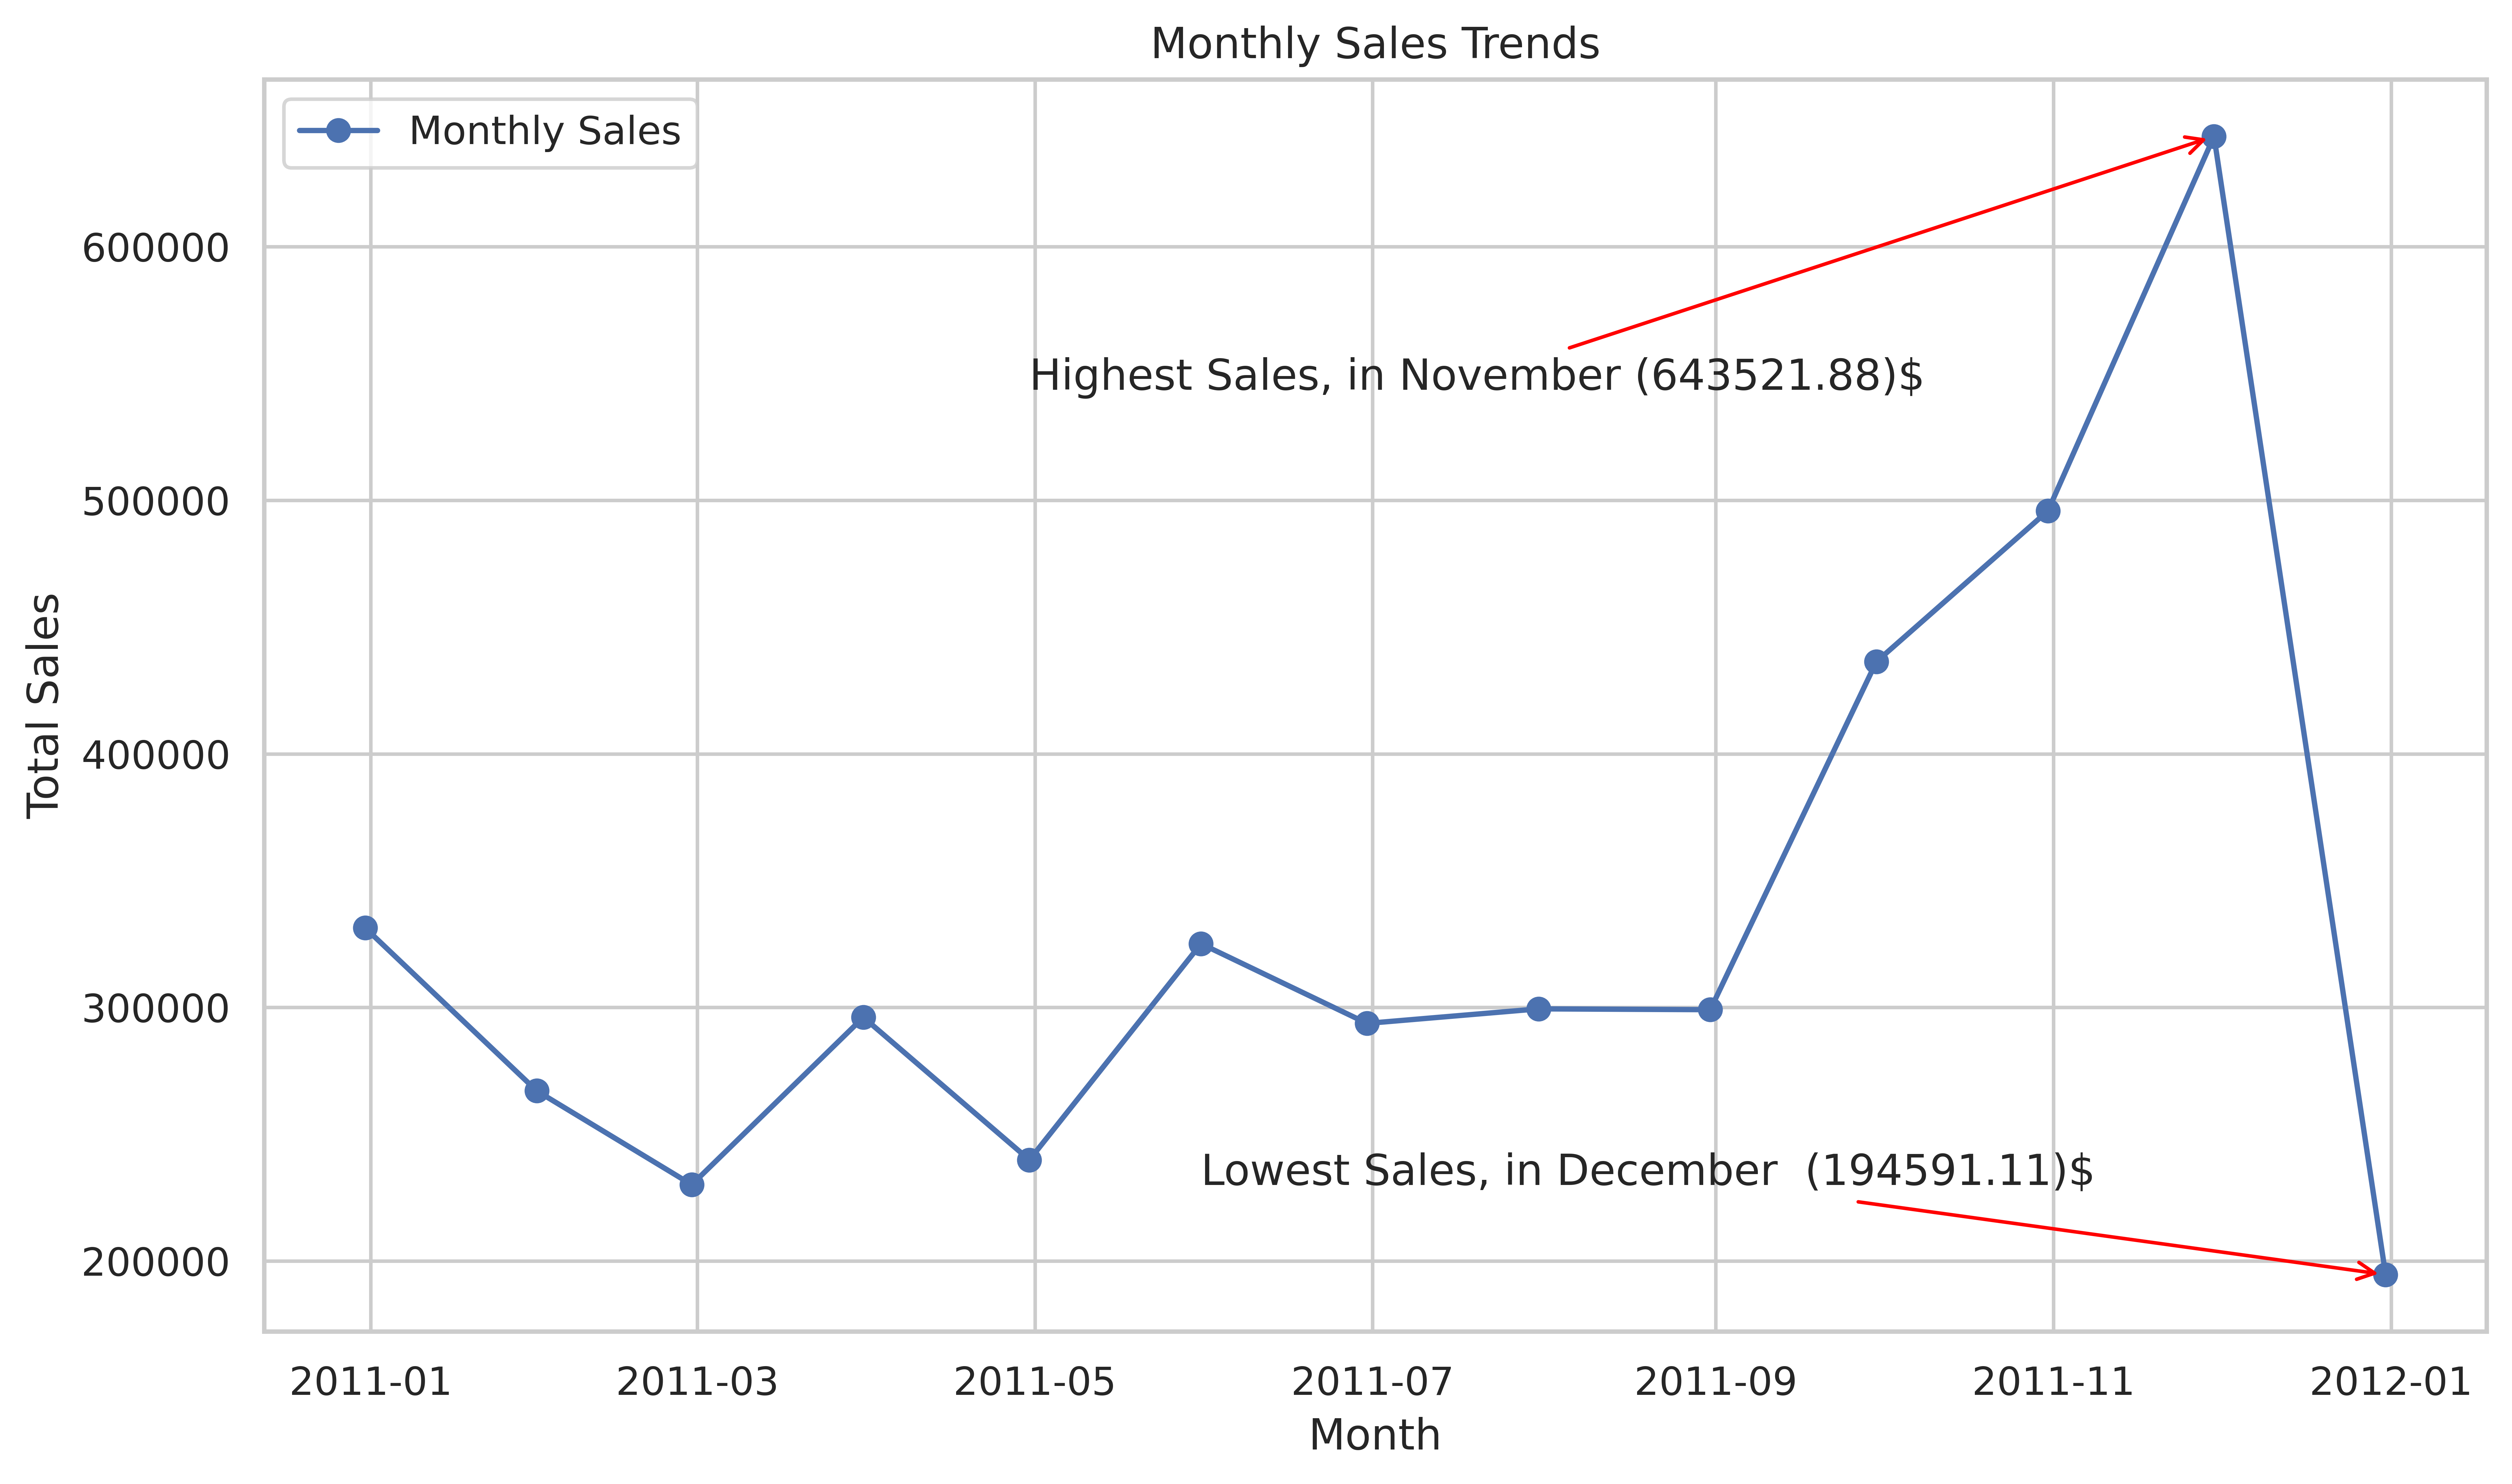 Monthly Sales Trends
Monthly Sales
600000
500000
400000
300000
200000
Total Sales
Highest Sales, in November (643521.88)$
Lowest Sales, in December  (194591.11)$
2011-01
2011-03
2011-05
2011-07
2011-09
2011-11
2012-01
Month